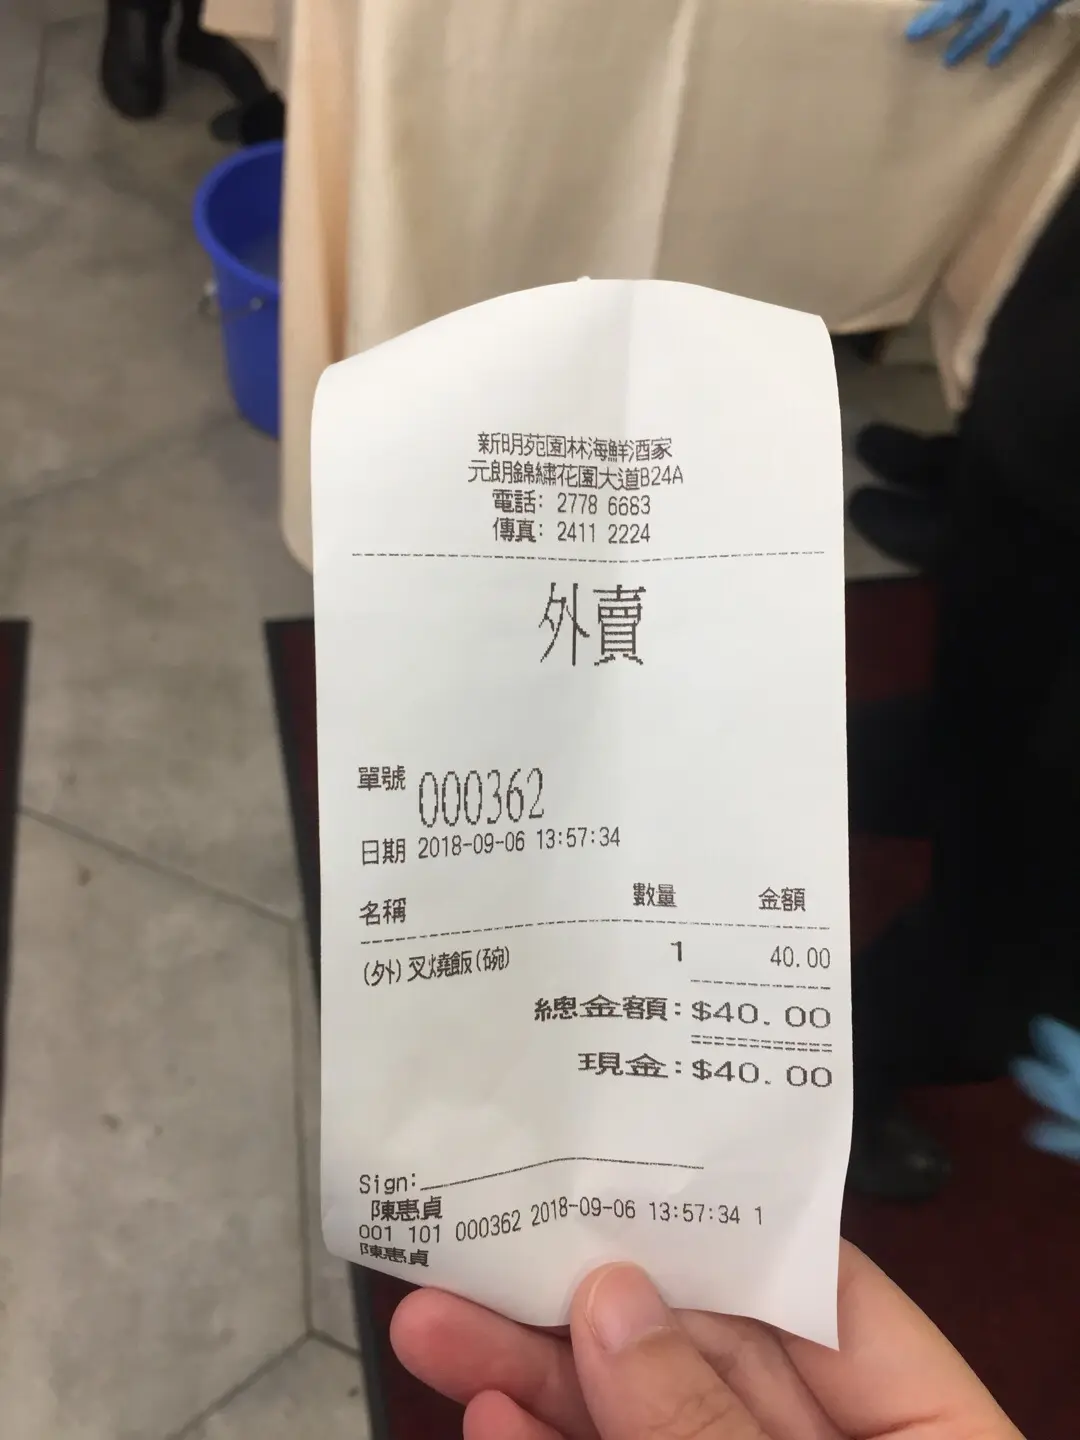 新明苑園林海鮮酒家
元朗錦繡花園大道B24A
電話: 2778 6683
傳真: 2411 2224
外賣
單號 000362
日期 2018-09-06 13:57:34
名稱 數量 金額
(外)叉燒飯(碗) 1 40.00
總金額:$40.00
現金:$40.00
Sign:
陳惠貞
001 101 000362 2018-09-06 13:57:34 1
陳惠貞